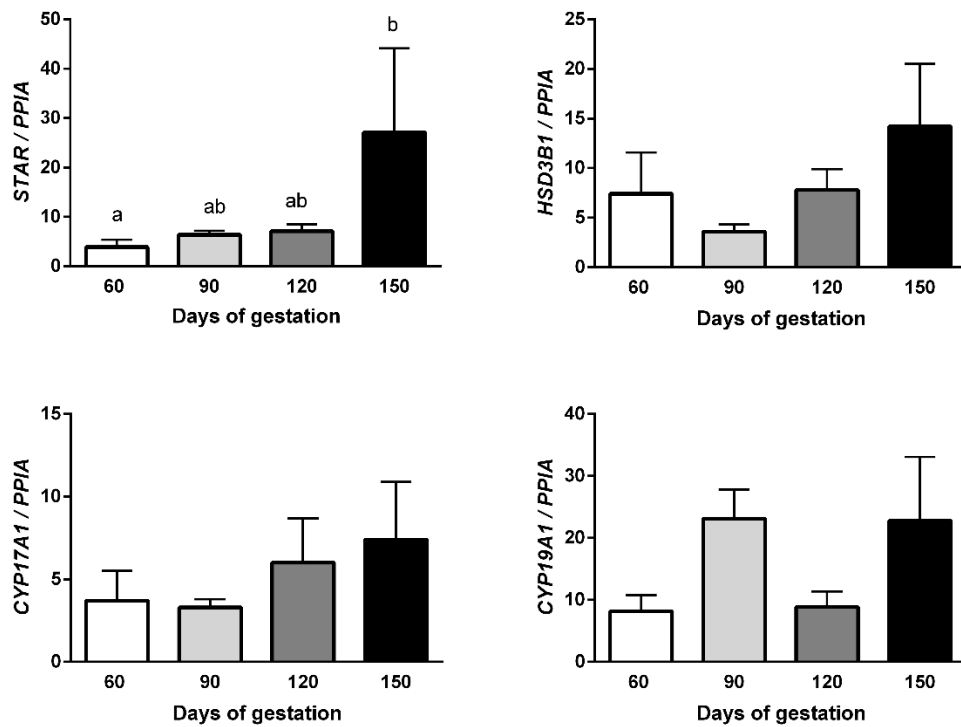 STAR / PPIA
50
40
30
20
10
0
a
ab
ab
b
60 90 120 150
Days of gestation
HSD3B1 / PPIA
25
20
15
10
5
0
60 90 120 150
Days of gestation
CYP17A1 / PPIA
15
10
5
0
60 90 120 150
Days of gestation
CYP19A1 / PPIA
40
30
20
10
0
60 90 120 150
Days of gestation